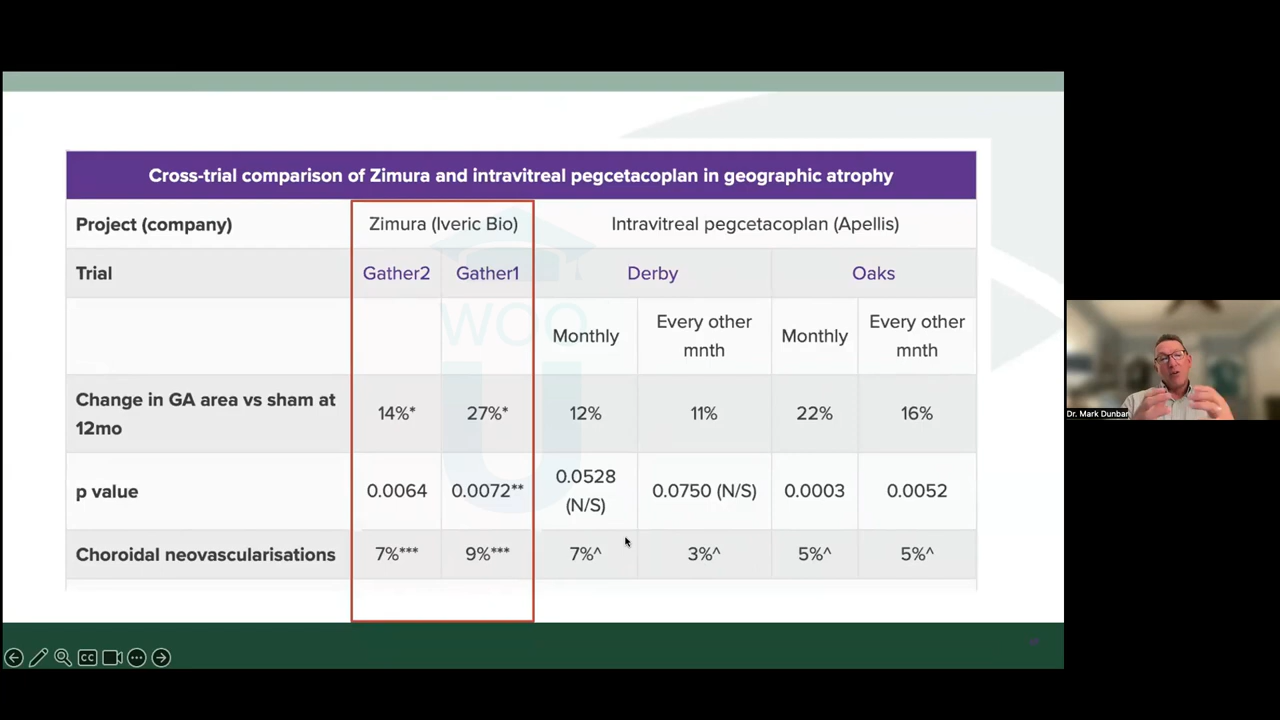 Cross-trial comparison of Zimura and intravitreal pegcetacoplan in geographic atrophy
Project (company) Zimura (Iveric Bio) Intravitreal pegcetacoplan (Apellis)
Trial Gather2 Gather1 Derby Oaks
Monthly Every other mnth Monthly Every other mnth
Change in GA area vs sham at 12mo 14%* 27%* 12% 11% 22% 16%
p value 0.0064 0.0072** 0.0528 (N/S) 0.0750 (N/S) 0.0003 0.0052
Choroidal neovascularisations 7%*** 9%*** 7%^ 3%^ 5%^ 5%^
WOO
U
CC
Dr. Mark Dunbar